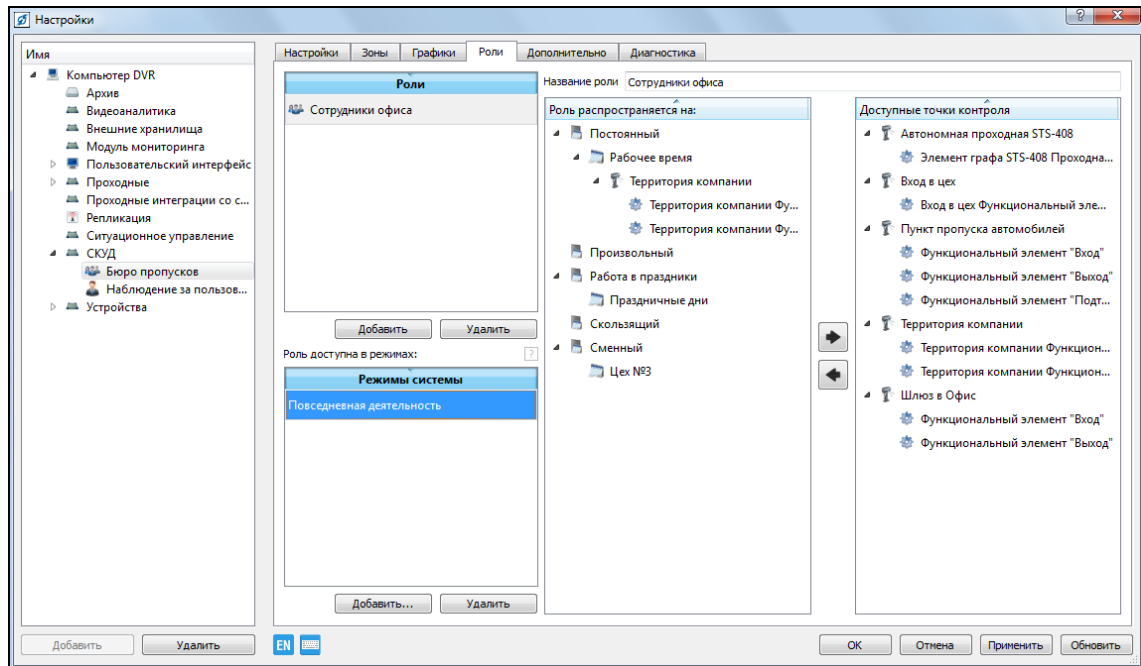 Настройки
?
Имя
Компьютер DVR
Архив
Видеоаналитика
Внешние хранилища
Модуль мониторинга
Пользовательский интерфейс
Проходные
Проходные интеграции со с...
Репликация
Ситуационное управление
СКУД
Бюро пропусков
Наблюдение за пользов...
Устройства
Добавить
Удалить
Настройки
Зоны
Графики
Роли
Дополнительно
Диагностика
Роли
Сотрудники офиса
Добавить
Удалить
Роль доступна в режимах:
?
Режимы системы
Повседневная деятельность
Добавить...
Удалить
Название роли
Сотрудники офиса
Роль распространяется на:
Постоянный
Рабочее время
Территория компании
Территория компании Фу...
Территория компании Фу...
Произвольный
Работа в праздники
Праздничные дни
Скользящий
Сменный
Цех №3
Доступные точки контроля
Автономная проходная STS-408
Элемент графа STS-408 Проходна...
Вход в цех
Вход в цех Функциональный эле...
Пункт пропуска автомобилей
Функциональный элемент "Вход"
Функциональный элемент "Выход"
Функциональный элемент "Подт...
Территория компании
Территория компании Функцион...
Территория компании Функцион...
Шлюз в Офис
Функциональный элемент "Вход"
Функциональный элемент "Выход"
EN
OK
Отмена
Применить
Обновить